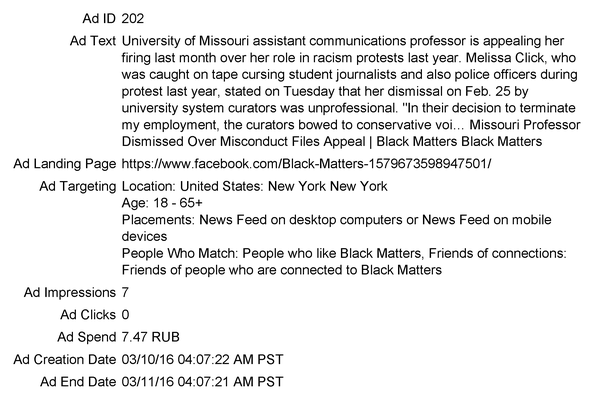 Ad ID 202
Ad Text University of Missouri assistant communications professor is appealing her
firing last month over her role in racism protests last year. Melissa Click, who
was caught on tape cursing student journalists and also police officers during
protest last year, stated on Tuesday that her dismissal on Feb. 25 by
university system curators was unprofessional. "In their decision to terminate
my employment, the curators bowed to conservative voi... Missouri Professor
Dismissed Over Misconduct Files Appeal | Black Matters Black Matters
Ad Landing Page https://www.facebook.com/Black-Matters-1579673598947501/
Ad Targeting Location: United States: New York New York
Age: 18 - 65+
Placements: News Feed on desktop computers or News Feed on mobile
devices
People Who Match: People who like Black Matters, Friends of connections:
Friends of people who are connected to Black Matters
Ad Impressions 7
Ad Clicks 0
Ad Spend 7.47 RUB
Ad Creation Date 03/10/16 04:07:22 AM PST
Ad End Date 03/11/16 04:07:21 AM PST